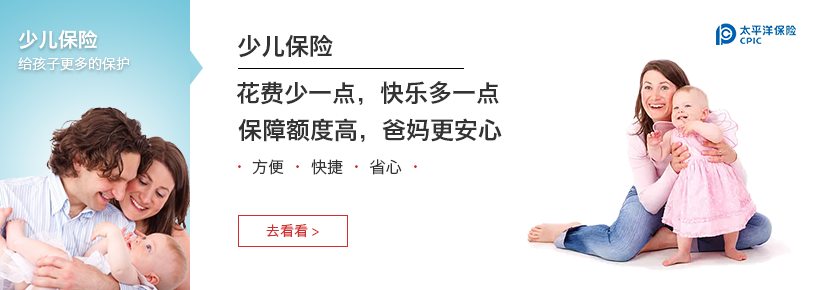 少儿保险
给孩子更多的保护
少儿保险
花费少一点，快乐多一点
保障额度高，爸妈更安心
· 方便 · 快捷 · 省心 ·
去看看 >
太平洋保险
CPIC